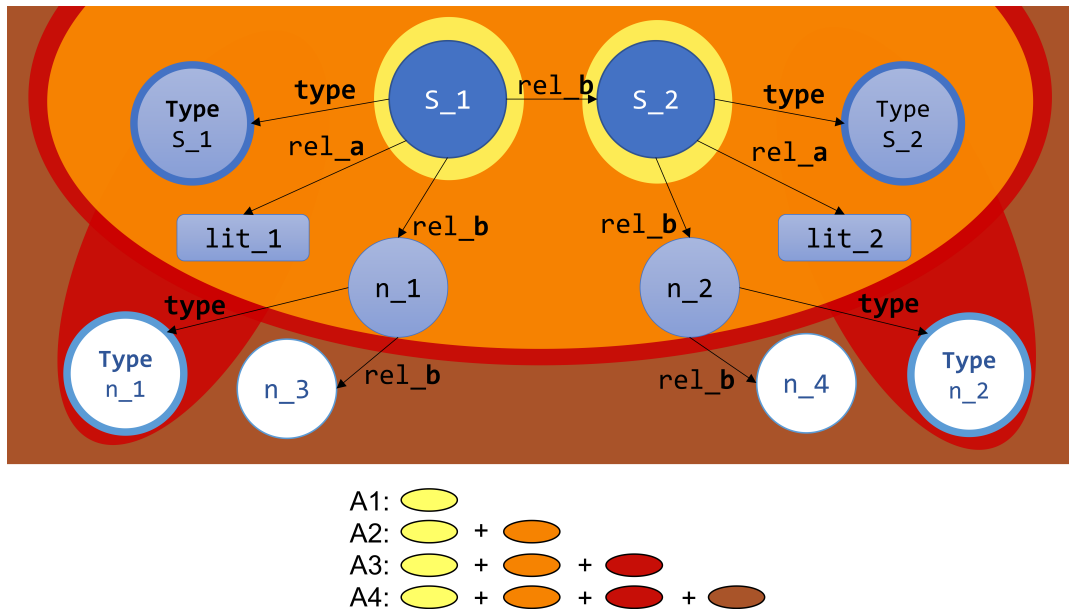 S_1
rel_b
S_2
type
type
Type
S_1
Type
S_2
rel_a
rel_a
lit_1
rel_b
rel_b
lit_2
n_1
n_2
type
type
Type
n_1
n_3
rel_b
rel_b
n_4
Type
n_2
A1:
A2: +
A3: + +
A4: + + +